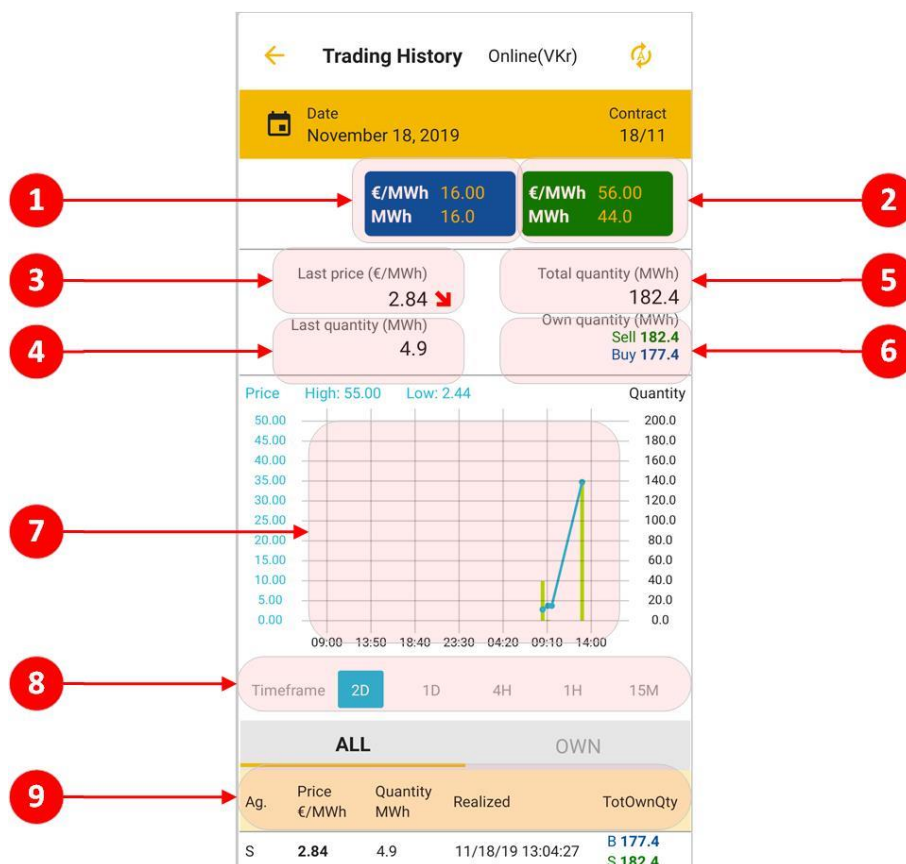 Trading History Online(VKr)
Date Contract
November 18, 2019 18/11
1
€/MWh 16.00 €/MWh 56.00
MWh 16.0 MWh 44.0
2
3
Last price (€/MWh) Total quantity (MWh)
2.84 182.4
5
4
Last quantity (MWh) Own quantity (MWh)
4.9 Sell 182.4
Buy 177.4
6
Price High: 55.00 Low: 2.44 Quantity
50.00 200.0
45.00 180.0
40.00 160.0
35.00 140.0
30.00 120.0
25.00 100.0
7
20.00 80.0
15.00 60.0
10.00 40.0
5.00 20.0
0.00 0.0
09:00 13:50 18:40 23:30 04:20 09:10 14:00
8
Timeframe 2D 1D 4H 1H 15M
ALL OWN
9
Ag. Price Quantity Realized TotOwnQty
€/MWh MWh
S 2.84 4.9 11/18/19 13:04:27 B 177.4
S 182.4